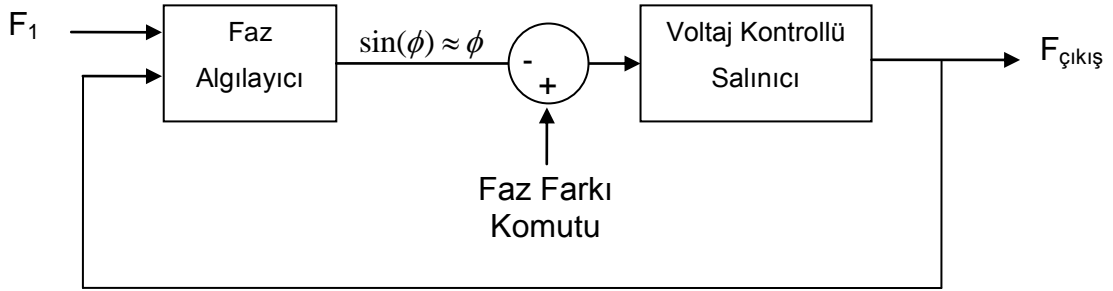 F₁
Faz
Algılayıcı
sin(ϕ) ≈ ϕ
-
+
Voltaj Kontrollü
Salınıcı
Fçıkış
Faz Farkı
Komutu